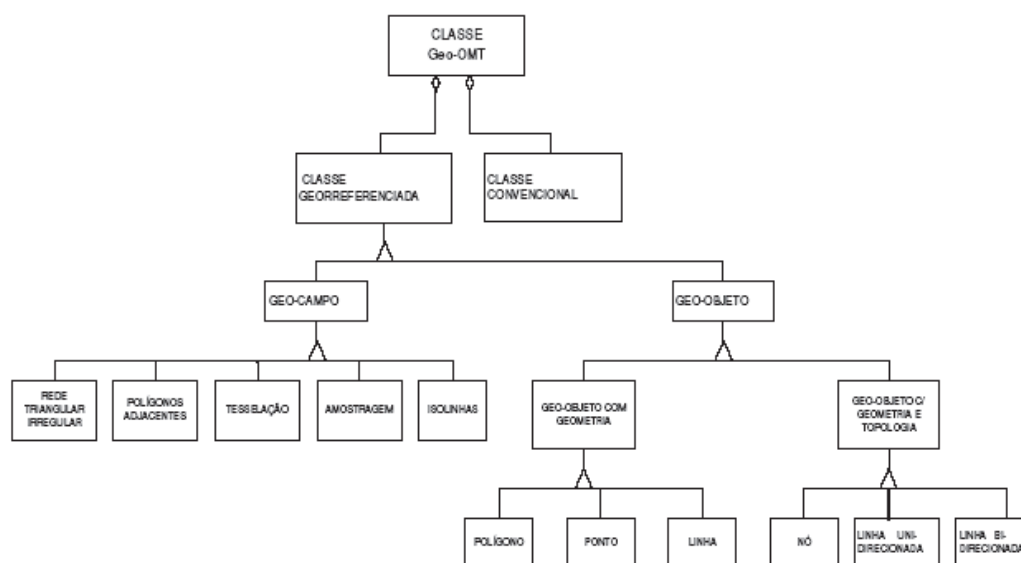 CLASSE
Geo-OMT
CLASSE
GEORREFERENCIADA
CLASSE
CONVENCIONAL
GEO-CAMPO
GEO-OBJETO
REDE
TRIANGULAR
IRREGULAR
POLÍGONOS
ADJACENTES
TESSELAÇÃO
AMOSTRAGEM
ISOLINHAS
GEO-OBJETO COM
GEOMETRIA
GEO-OBJETO C/
GEOMETRIA E
TOPOLOGIA
POLÍGONO
PONTO
LINHA
NÓ
LINHA UNI-
DIRECIONADA
LINHA BI-
DIRECIONADA